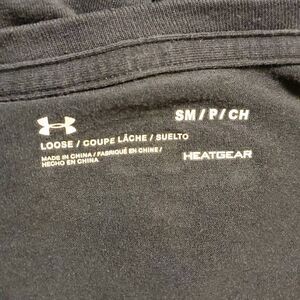 SM / P / CH
LOOSE / COUPE LÂCHE / SUELTO
MADE IN CHINA / FABRIQUÉ EN CHINE /
HECHO EN CHINA
HEATGEAR